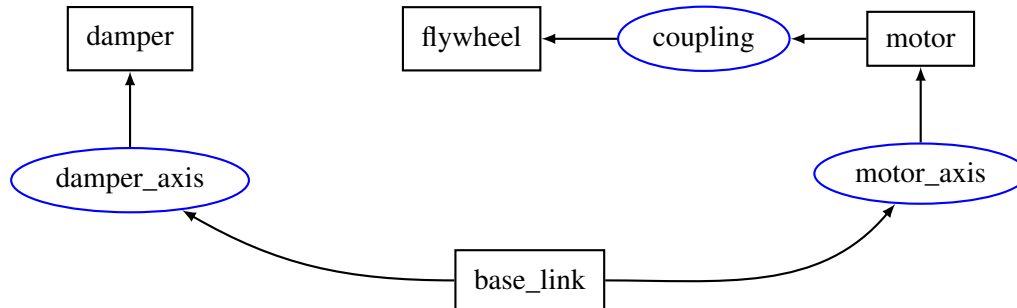 damper
flywheel
coupling
motor
damper_axis
motor_axis
base_link